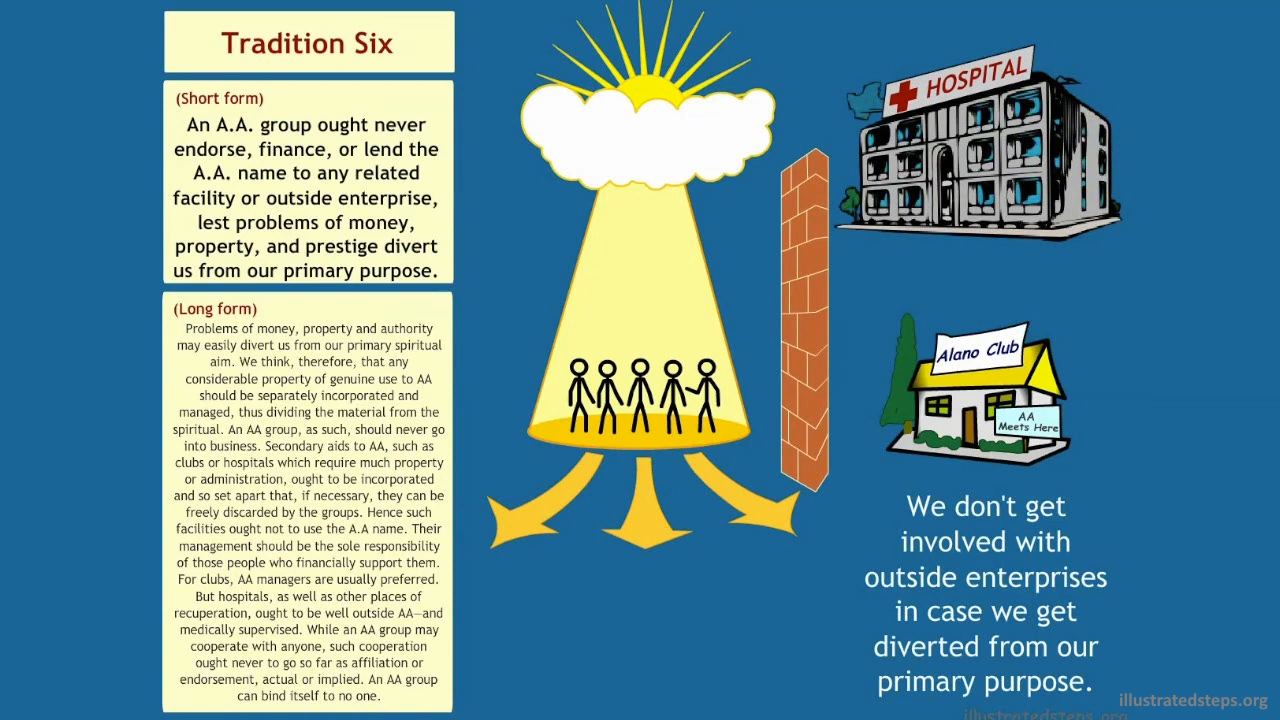 Tradition Six
(Short form)
An A.A. group ought never
endorse, finance, or lend the
A.A. name to any related
facility or outside enterprise,
lest problems of money,
property, and prestige divert
us from our primary purpose.
(Long form)
Problems of money, property and authority
may easily divert us from our primary spiritual
aim. We think, therefore, that any
considerable property of genuine use to AA
should be separately incorporated and
managed, thus dividing the material from the
spiritual. An AA group, as such, should never go
into business. Secondary aids to AA, such as
clubs or hospitals which require much property
or administration, ought to be incorporated
and so set apart that, if necessary, they can be
freely discarded by the groups. Hence such
facilities ought not to use the A.A name. Their
management should be the sole responsibility
of those people who financially support them.
For clubs, AA managers are usually preferred.
But hospitals, as well as other places of
recuperation, ought to be well outside AA—and
medically supervised. While an AA group may
cooperate with anyone, such cooperation
ought never to go so far as affiliation or
endorsement, actual or implied. An AA group
can bind itself to no one.
HOSPITAL
Alano Club
AA
Meets Here
We don't get
involved with
outside enterprises
in case we get
diverted from our
primary purpose.
illustratedsteps.org
illustratedsteps.org